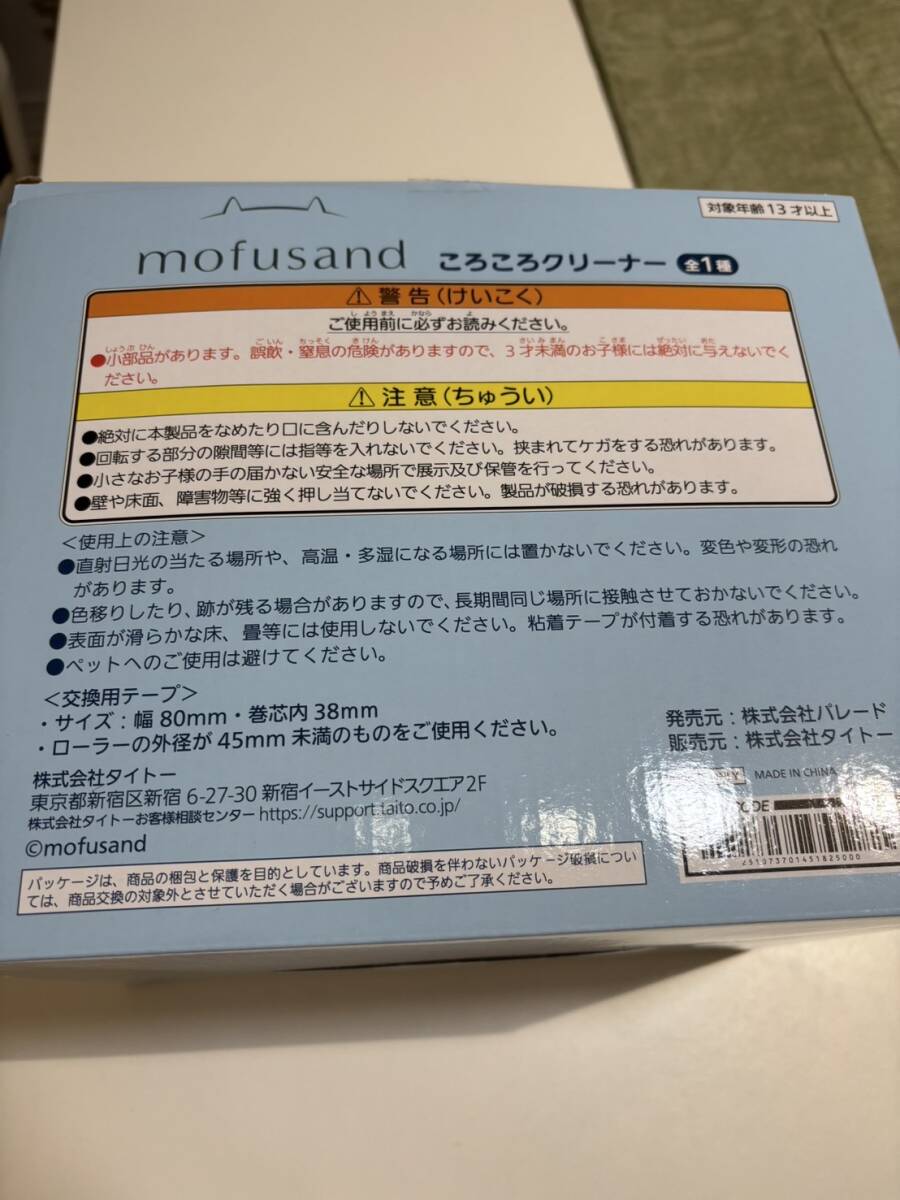 対象年齢13才以上
mofusand ころころクリーナー 全1種
⚠警告(けいこく)
ご使用前に必ずお読みください。
●小部品があります。誤飲・窒息の危険がありますので、3才未満のお子様には絶対に与えないでく
ださい。
⚠注意(ちゅうい)
●絶対に本製品をなめたり口に含んだりしないでください。
●回転する部分の隙間等には指等を入れないでください。挟まれてケガをする恐れがあります。
●小さなお子様の手の届かない安全な場所で展示及び保管を行ってください。
●壁や床面、障害物等に強く押し当てないでください。製品が破損する恐れがあります。
<使用上の注意>
●直射日光の当たる場所や、高温・多湿になる場所には置かないでください。変色や変形の恐れ
があります。
●色移りしたり、跡が残る場合がありますので、長期間同じ場所に接触させておかないでください。
●表面が滑らかな床、畳等には使用しないでください。粘着テープが付着する恐れがあります。
●ペットへのご使用は避けてください。
<交換用テープ>
・サイズ:幅80mm・巻芯内38mm
・ローラーの外径が45mm未満のものをご使用ください。
発売元:株式会社パレード
販売元:株式会社タイトー
株式会社タイトー
東京都新宿区新宿6-27-30 新宿イーストサイドスクエア2F
株式会社タイトーお客様相談センター https://support.taito.co.jp/
©mofusand
MADE IN CHINA
CODE
251073701451825000
パッケージは、商品の梱包と保護を目的としています。商品破損を伴わないパッケージ破損につい
ては、商品交換の対象外とさせていただく場合がございますので予めご了承ください。